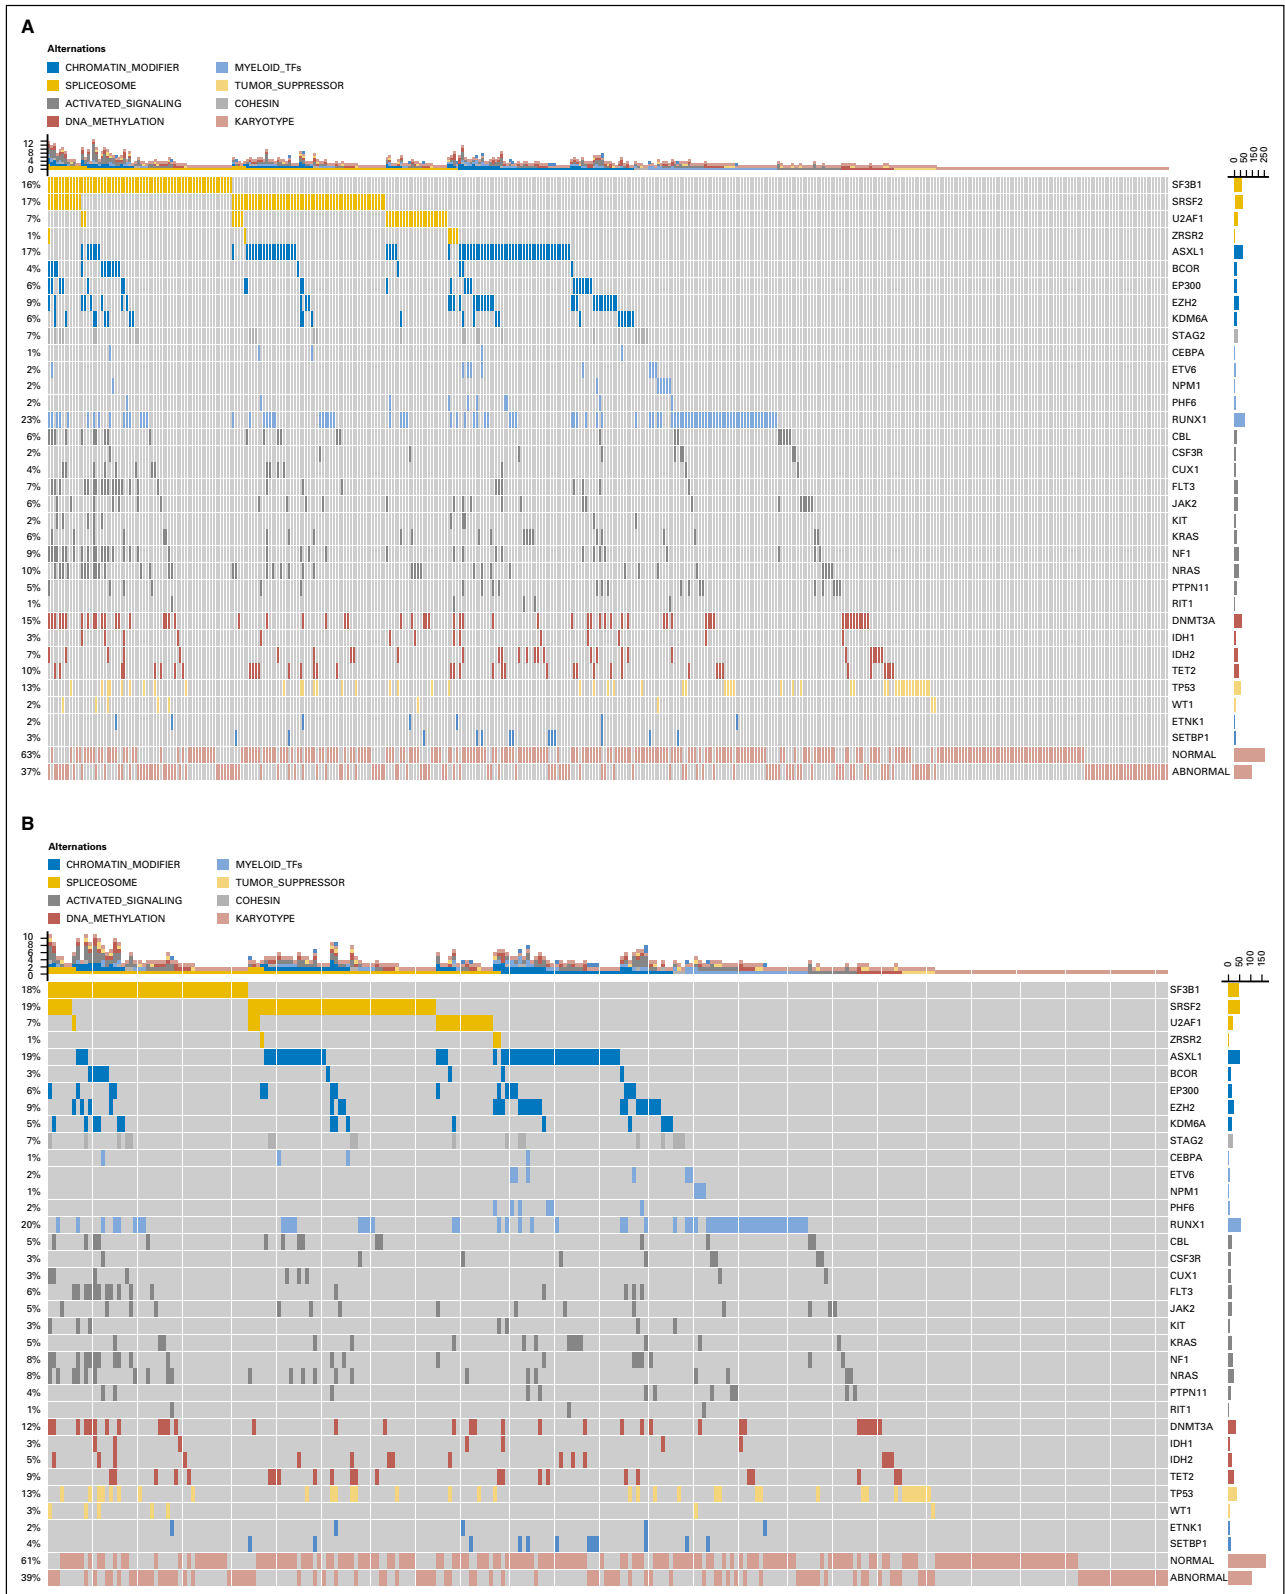 A
Alternations
CHROMATIN_MODIFIER MYELOID_TFs
SPLICEOSOME TUMOR_SUPPRESSOR
ACTIVATED_SIGNALING COHESIN
DNA_METHYLATION KARYOTYPE
12
8
4
0
0 50 150 250
16% SF3B1
17% SRSF2
7% U2AF1
1% ZRSR2
17% ASXL1
4% BCOR
6% EP300
9% EZH2
6% KDM6A
7% STAG2
1% CEBPA
2% ETV6
2% NPM1
2% PHF6
23% RUNX1
6% CBL
2% CSF3R
4% CUX1
7% FLT3
6% JAK2
2% KIT
6% KRAS
9% NF1
10% NRAS
5% PTPN11
1% RIT1
15% DNMT3A
3% IDH1
7% IDH2
10% TET2
13% TP53
2% WT1
2% ETNK1
3% SETBP1
63% NORMAL
37% ABNORMAL
B
Alternations
CHROMATIN_MODIFIER MYELOID_TFs
SPLICEOSOME TUMOR_SUPPRESSOR
ACTIVATED_SIGNALING COHESIN
DNA_METHYLATION KARYOTYPE
10
8
6
4
2
0
0 50 100 150
18% SF3B1
19% SRSF2
7% U2AF1
1% ZRSR2
19% ASXL1
3% BCOR
6% EP300
9% EZH2
5% KDM6A
7% STAG2
1% CEBPA
2% ETV6
1% NPM1
2% PHF6
20% RUNX1
5% CBL
3% CSF3R
3% CUX1
6% FLT3
5% JAK2
3% KIT
5% KRAS
8% NF1
8% NRAS
4% PTPN11
1% RIT1
12% DNMT3A
3% IDH1
5% IDH2
9% TET2
13% TP53
3% WT1
2% ETNK1
4% SETBP1
61% NORMAL
39% ABNORMAL